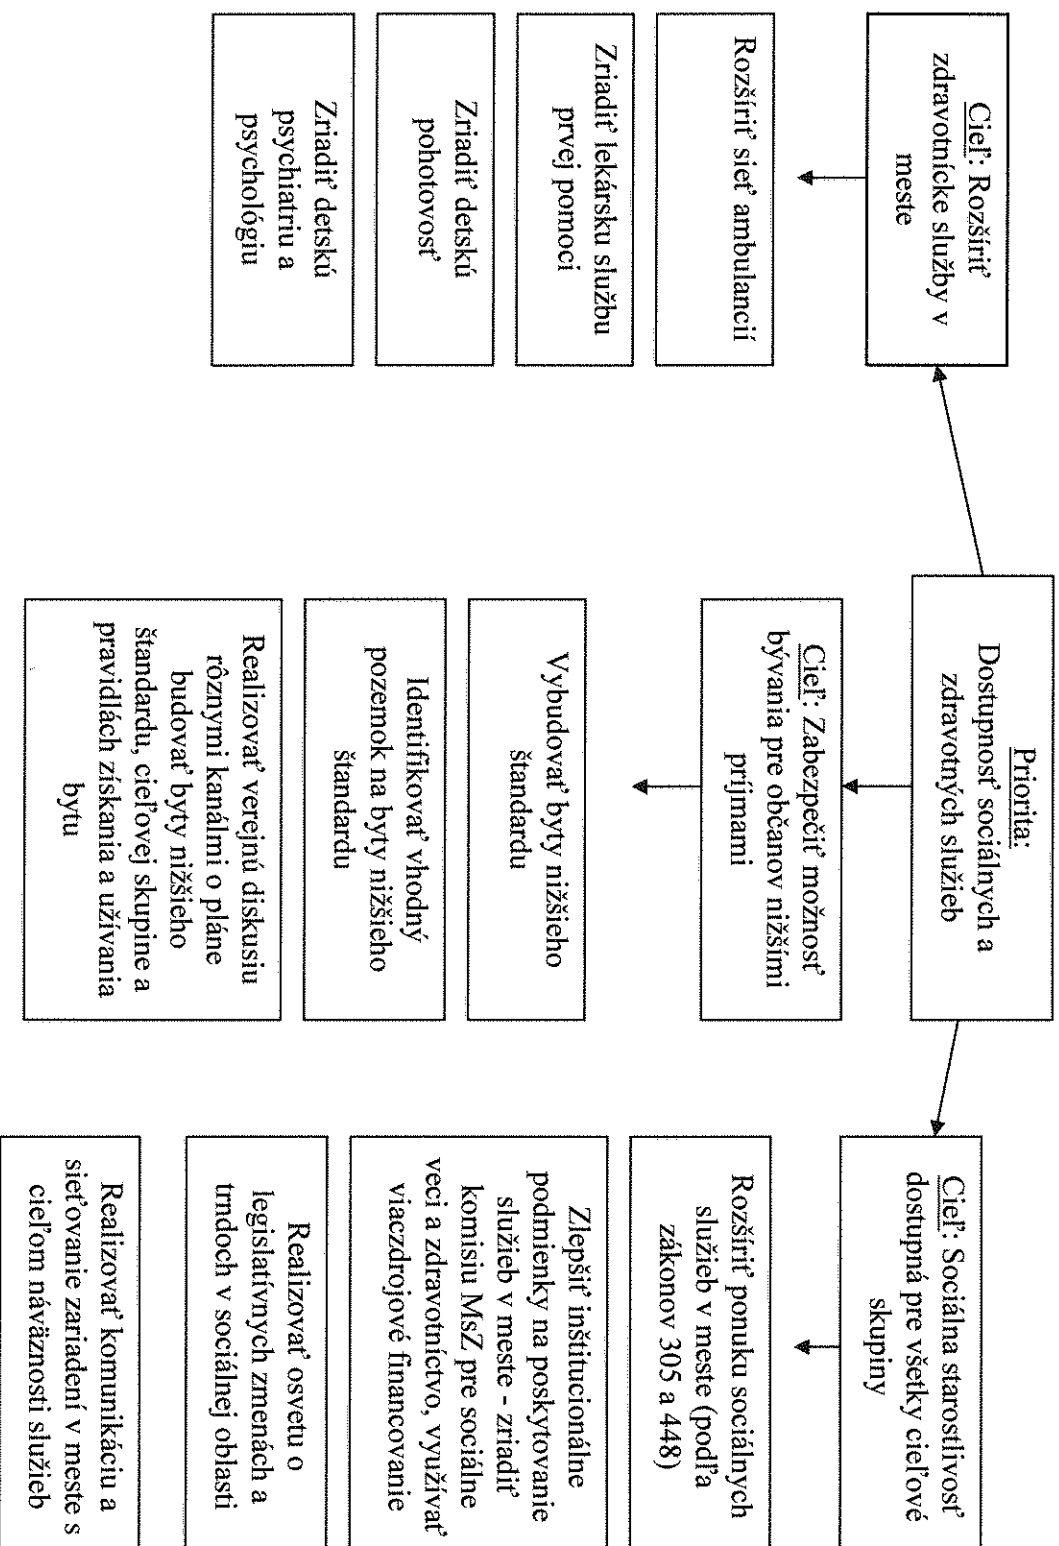 Priorita:
Dostupnosť sociálnych a
zdravotných služieb
Cieľ: Rozšíriť
zdravotnícke služby v
meste
Rozšíriť sieť ambulancií
Zriadiť lekársku službu
prvej pomoci
Zriadiť detskú
pohotovosť
Zriadiť detskú
psychiatriu a
psychológiu
Cieľ: Zabezpečiť možnosť
bývania pre občanov nižšími
príjmami
Vybudovať byty nižšieho
štandardu
Identifikovať vhodný
pozemok na byty nižšieho
štandardu
Realizovať verejnú diskusiu
rôznymi kanálmi o pláne
budovať byty nižšieho
štandardu, cieľovej skupine a
pravidlách získania a užívania
bytu
Cieľ: Sociálna starostlivosť
dostupná pre všetky cieľové
skupiny
Rozšíriť ponuku sociálnych
služieb v meste (podľa
zákonov 305 a 448)
Zlepšiť inštitucionálne
podmienky na poskytovanie
služieb v meste - zriadiť
komisiu MsZ pre sociálne
veci a zdravotníctvo, využívať
viaczdrojové financovanie
Realizovať osvetu o
legislatívnych zmenách a
trndoch v sociálnej oblasti
Realizovať komunikáciu a
sieťovanie zariadení v meste s
cieľom náväznosti služieb